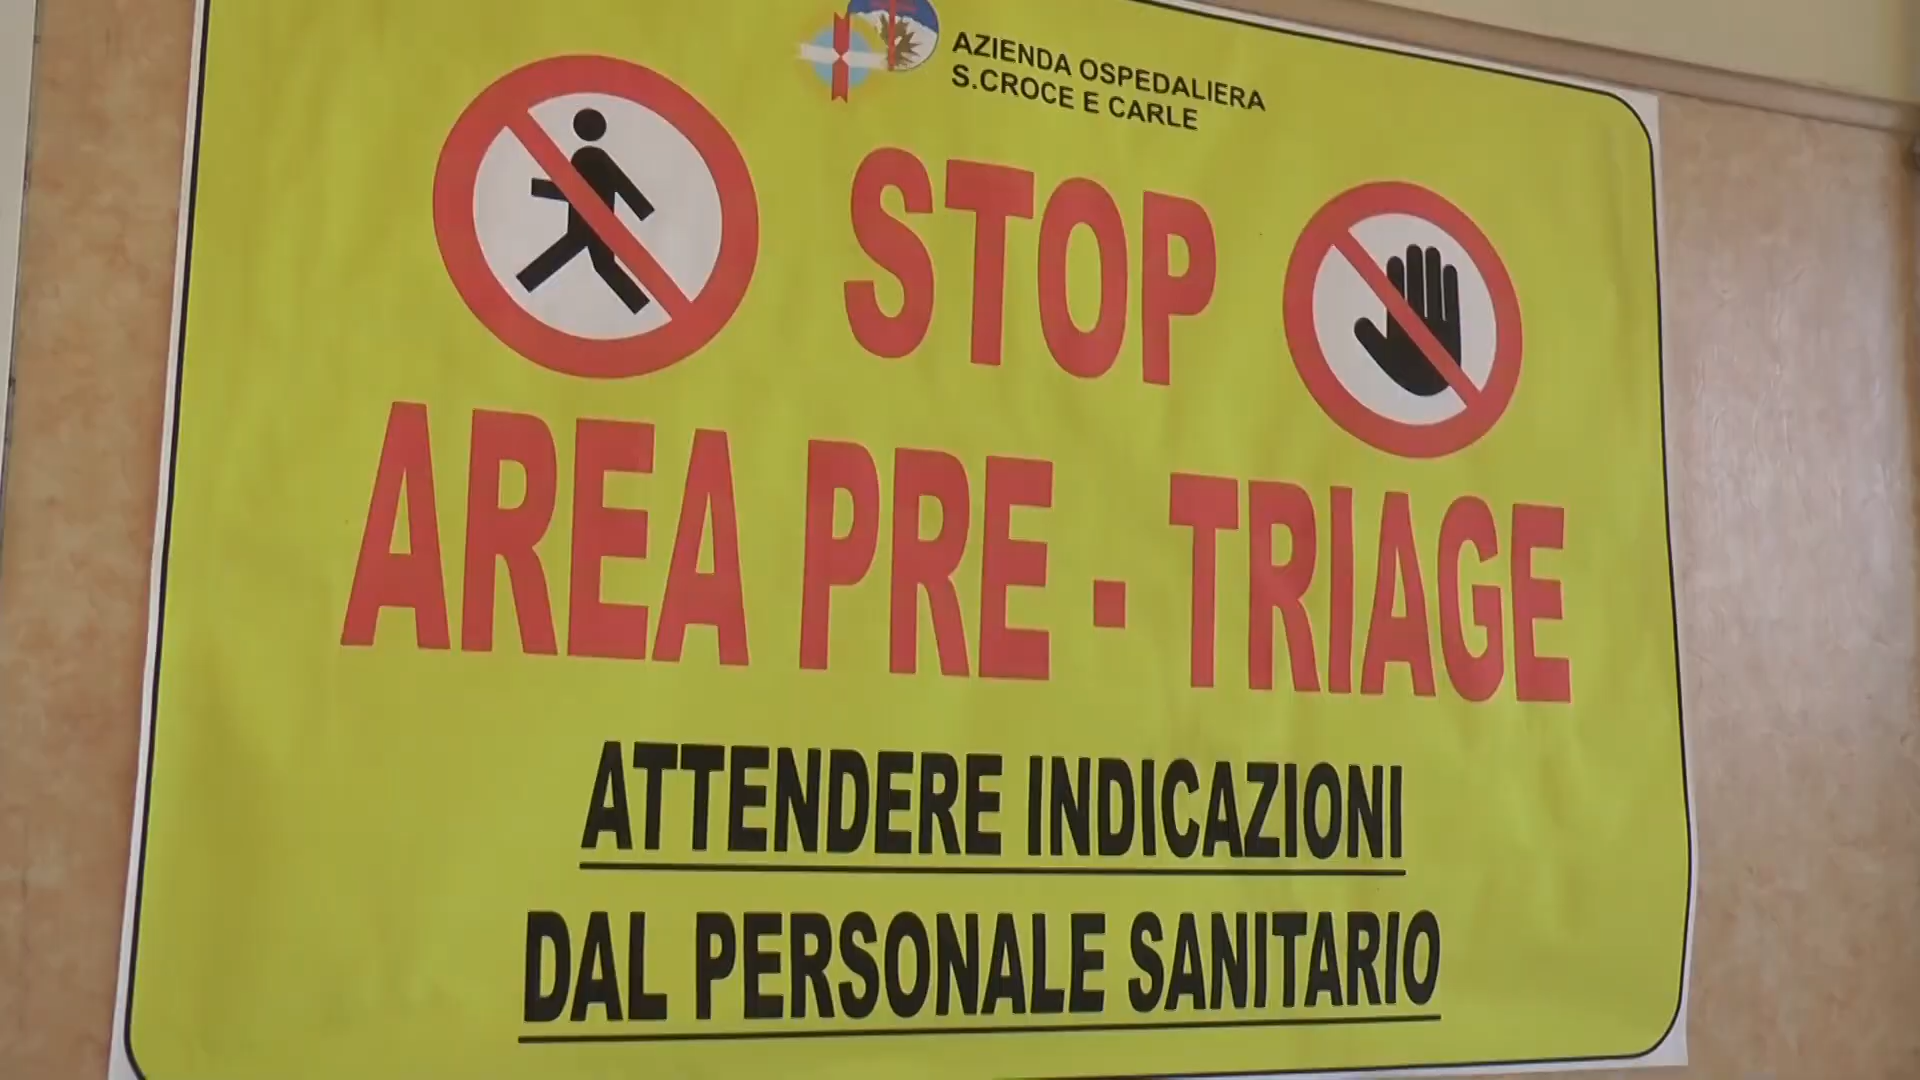 AZIENDA OSPEDALIERA
S.CROCE E CARLE
STOP
AREA PRE - TRIAGE
ATTENDERE INDICAZIONI
DAL PERSONALE SANITARIO